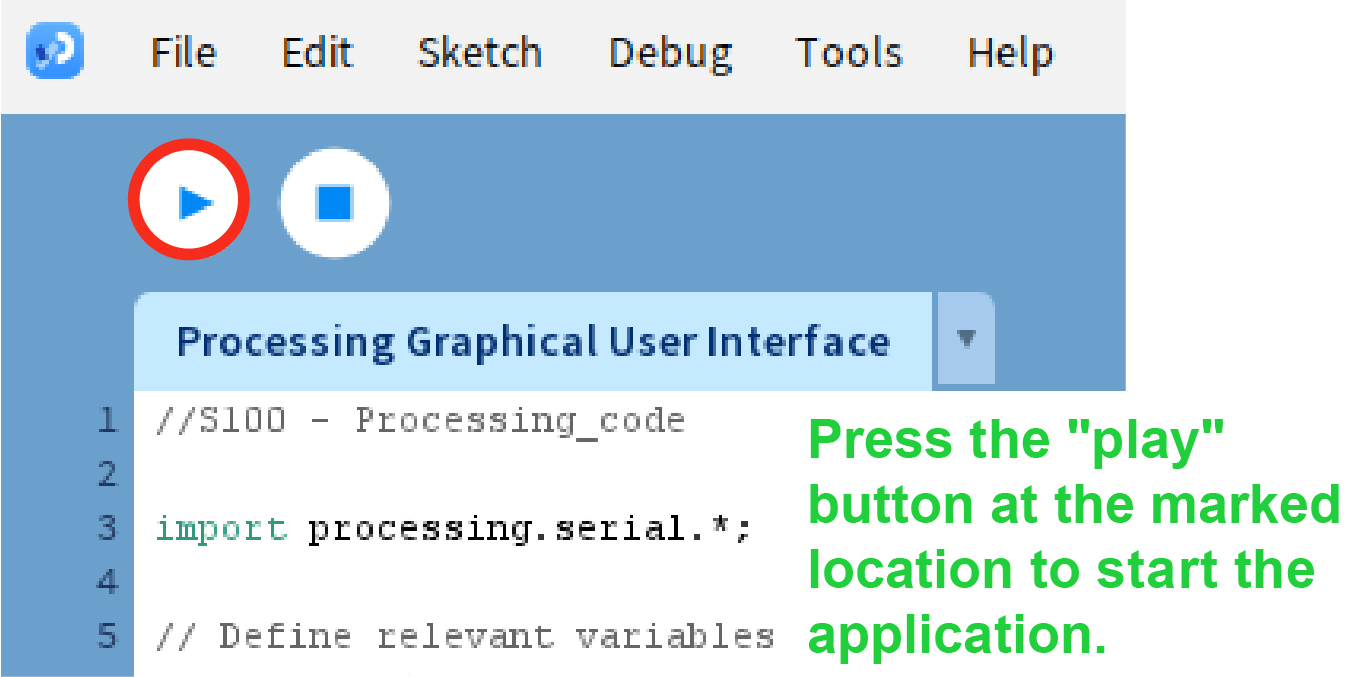 File Edit Sketch Debug Tools Help
Processing Graphical User Interface ▼
1 //S100 - Processing_code
2
3 import processing.serial.*;
4
5 // Define relevant variables
Press the "play"
button at the marked
location to start the
application.